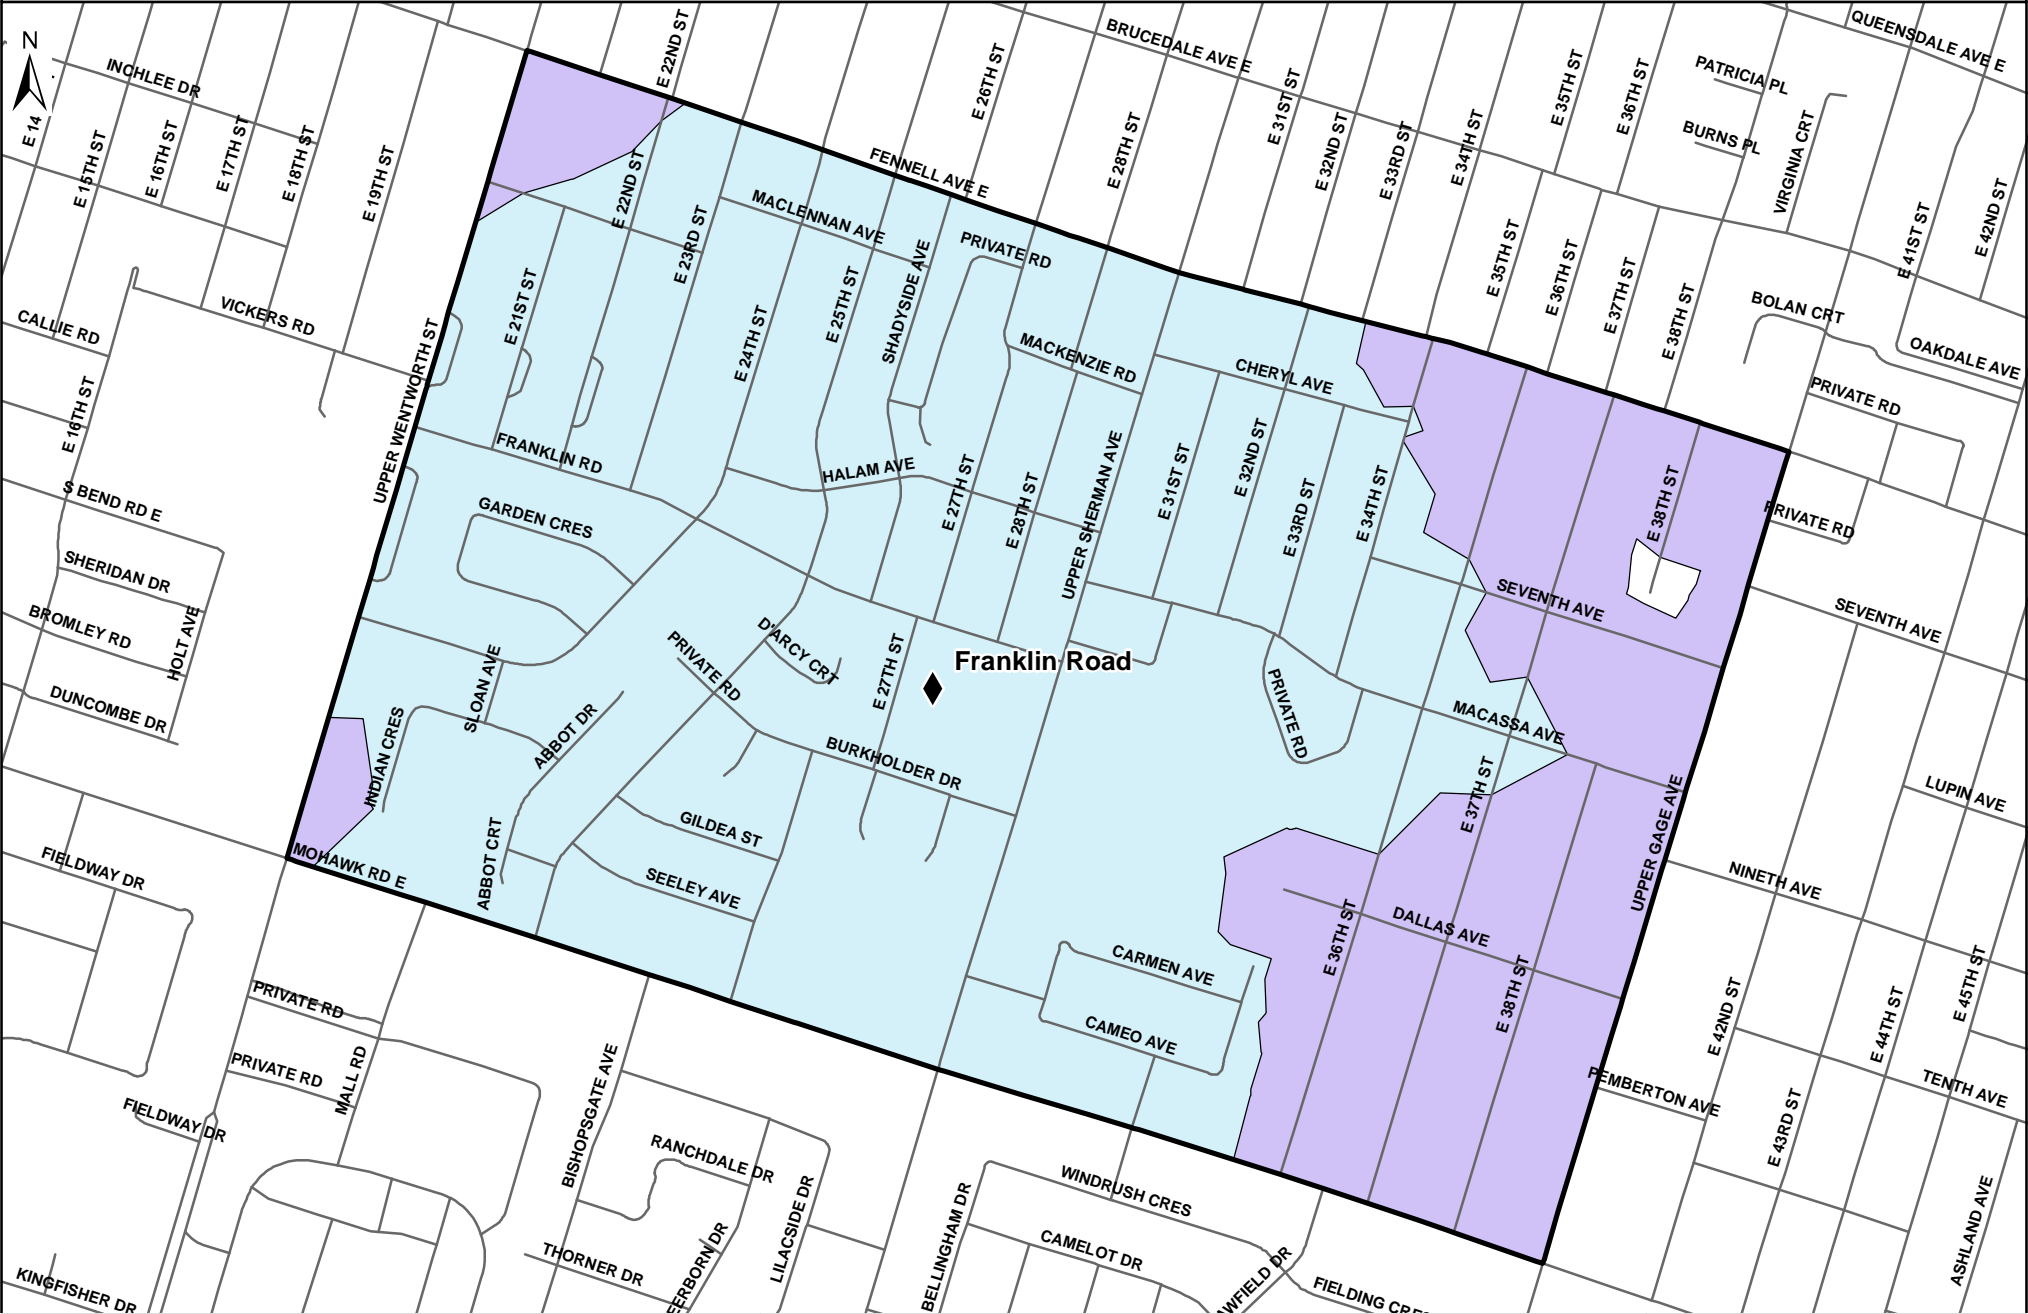 N
E 22ND ST
BRUCEDALE AVE E
QUEENSDALE AVE E
INCHLEE DR
E 26TH ST
PATRICIA PL
E 35TH ST
E 36TH ST
E 31ST ST
E 14
E 15TH ST
E 16TH ST
E 17TH ST
E 18TH ST
E 19TH ST
E 28TH ST
E 32ND ST
E 33RD ST
E 34TH ST
BURNS PL
VIRGINIA CRT
FENNELL AVE E
E 22ND ST
E 23RD ST
MACLENNAN AVE
SHADYSIDE AVE
PRIVATE RD
E 35TH ST
E 36TH ST
E 37TH ST
E 38TH ST
E 41ST ST
E 42ND ST
BOLAN CRT
OAKDALE AVE
PRIVATE RD
CALLIE RD
VICKERS RD
E 21ST ST
E 24TH ST
E 25TH ST
MACKENZIE RD
CHERYL AVE
E 16TH ST
UPPER WENTWORTH ST
FRANKLIN RD
HALAM AVE
E 27TH ST
E 28TH ST
UPPER SHERMAN AVE
E 31ST ST
E 32ND ST
E 33RD ST
E 34TH ST
E 38TH ST
PRIVATE RD
S BEND RD E
GARDEN CRES
SHERIDAN DR
BROMLEY RD
HOLT AVE
DUNCOMBE DR
SEVENTH AVE
SEVENTH AVE
D'ARCY CRT
PRIVATE RD
E 27TH ST
Franklin Road
SLOAN AVE
INDIAN CRES
ABBOT DR
PRIVATE RD
MACASSA AVE
BURKHOLDER DR
E 37TH ST
UPPER GAGE AVE
LUPIN AVE
GILDEA ST
ABBOT CRT
SEELEY AVE
MOHAWK RD E
FIELDWAY DR
NINETH AVE
DALLAS AVE
E 36TH ST
E 38TH ST
CARMEN AVE
CAMEO AVE
E 42ND ST
E 44TH ST
E 45TH ST
PRIVATE RD
PRIVATE RD
MALL RD
FIELDWAY DR
BISHOPSGATE AVE
PEMBERTON AVE
TENTH AVE
E 43RD ST
RANCHDALE DR
LILACSIDE DR
BELLINGHAM DR
WINDRUSH CRES
CAMELOT DR
ASHLAND AVE
THORNER DR
EERBORN DR
AWFIELD DR
FIELDING CRES
KINGFISHER DR